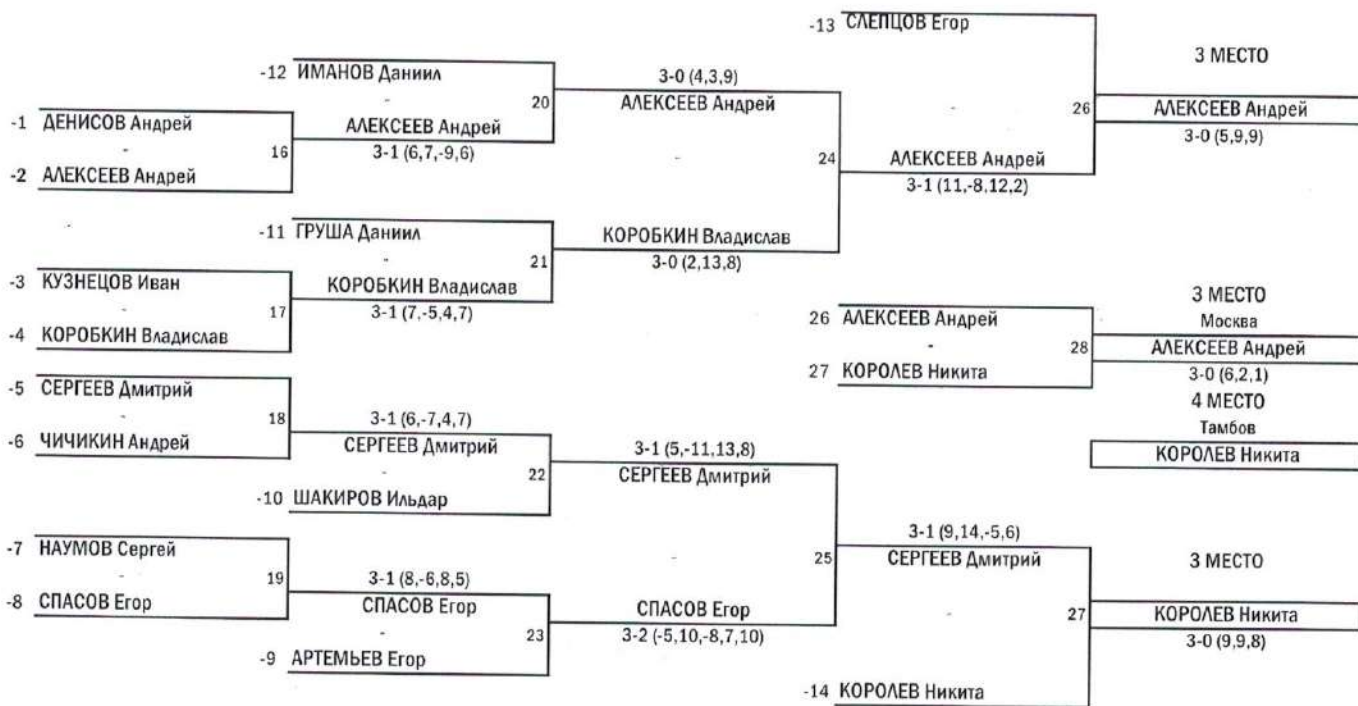 -13 СЛЕПЦОВ Егор
3 МЕСТО
-12 ИМАНОВ Даниил
-
20
3-0 (4,3,9)
АЛЕКСЕЕВ Андрей
-
26
АЛЕКСЕЕВ Андрей
3-0 (5,9,9)
-1 ДЕНИСОВ Андрей
-
16
АЛЕКСЕЕВ Андрей
3-1 (6,7,-9,6)
-2 АЛЕКСЕЕВ Андрей
-
24
АЛЕКСЕЕВ Андрей
3-1 (11,-8,12,2)
-11 ГРУША Даниил
-
21
КОРОБКИН Владислав
3-0 (2,13,8)
-3 КУЗНЕЦОВ Иван
-
17
КОРОБКИН Владислав
3-1 (7,-5,4,7)
-4 КОРОБКИН Владислав
26 АЛЕКСЕЕВ Андрей
-
28
27 КОРОЛЕВ Никита
3 МЕСТО
Москва
АЛЕКСЕЕВ Андрей
3-0 (6,2,1)
4 МЕСТО
Тамбов
КОРОЛЕВ Никита
-5 СЕРГЕЕВ Дмитрий
-
18
-6 ЧИЧИКИН Андрей
3-1 (6,-7,4,7)
СЕРГЕЕВ Дмитрий
-
22
-10 ШАКИРОВ Ильдар
3-1 (5,-11,13,8)
СЕРГЕЕВ Дмитрий
-
25
-7 НАУМОВ Сергей
-
19
-8 СПАСОВ Егор
3-1 (8,-6,8,5)
СПАСОВ Егор
-
23
-9 АРТЕМЬЕВ Егор
СПАСОВ Егор
3-2 (-5,10,-8,7,10)
3-1 (9,14,-5,6)
СЕРГЕЕВ Дмитрий
-
27
-14 КОРОЛЕВ Никита
3 МЕСТО
КОРОЛЕВ Никита
3-0 (9,9,8)